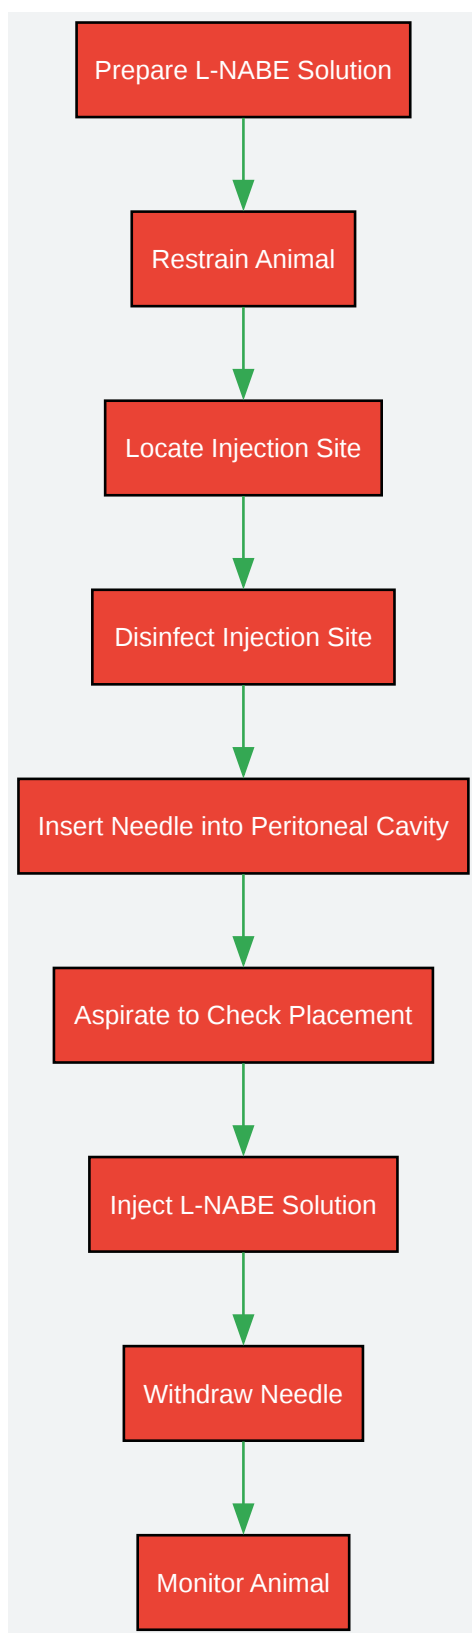 Prepare L-NABE Solution
Restrain Animal
Locate Injection Site
Disinfect Injection Site
Insert Needle into Peritoneal Cavity
Aspirate to Check Placement
Inject L-NABE Solution
Withdraw Needle
Monitor Animal